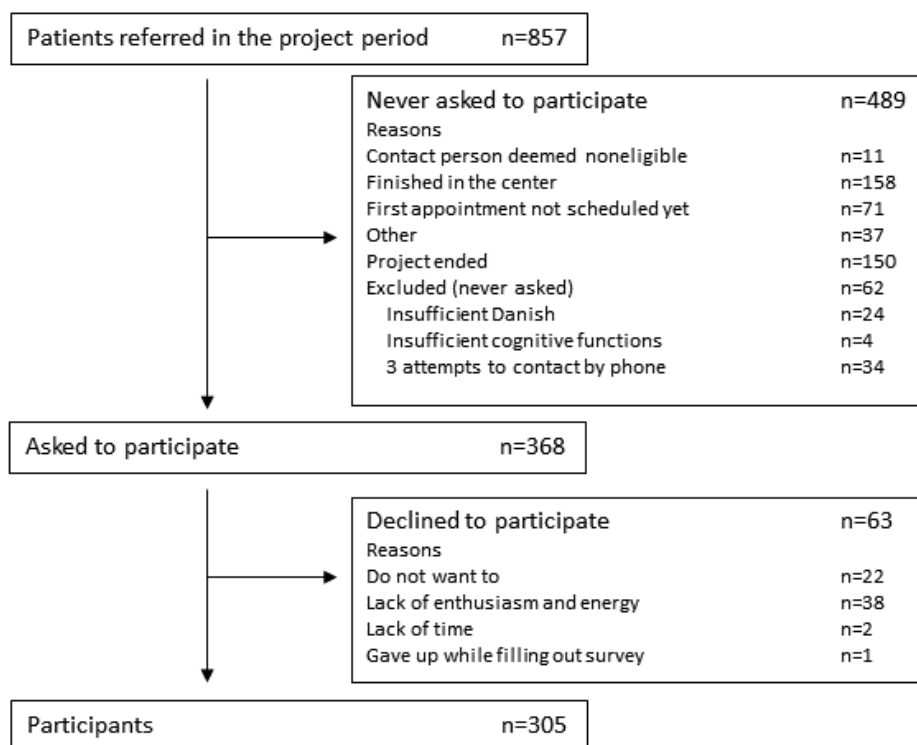 Patients referred in the project period n=857
Never asked to participate n=489
Reasons
Contact person deemed noneligible n=11
Finished in the center n=158
First appointment not scheduled yet n=71
Other n=37
Project ended n=150
Excluded (never asked) n=62
Insufficient Danish n=24
Insufficient cognitive functions n=4
3 attempts to contact by phone n=34
Asked to participate n=368
Declined to participate n=63
Reasons
Do not want to n=22
Lack of enthusiasm and energy n=38
Lack of time n=2
Gave up while filling out survey n=1
Participants n=305